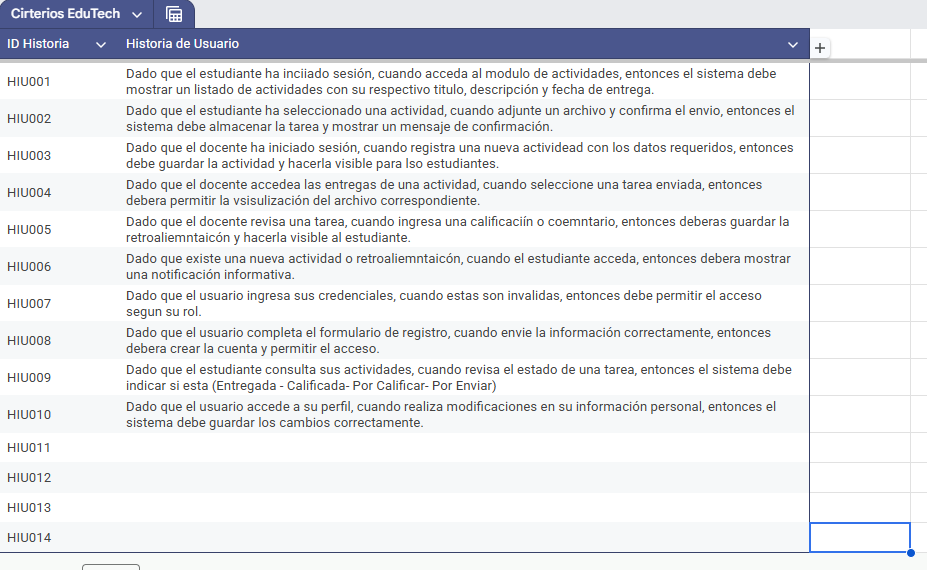 Cirterios EduTech
ID Historia
Historia de Usuario
HIU001
Dado que el estudiante ha inciiado sesión, cuando acceda al modulo de actividades, entonces el sistema debe
mostrar un listado de actividades con su respectivo titulo, descripción y fecha de entrega.
HIU002
Dado que el estudiante ha seleccionado una actividad, cuando adjunte un archivo y confirma el envio, entonces el
sistema debe almacenar la tarea y mostrar un mensaje de confirmación.
HIU003
Dado que el docente ha iniciado sesión, cuando registra una nueva actividead con los datos requeridos, entonces
debe guardar la actividad y hacerla visible para lso estudiantes.
HIU004
Dado que el docente accedea las entregas de una actividad, cuando seleccione una tarea enviada, entonces
debera permitir la vsisulización del archivo correspondiente.
HIU005
Dado que el docente revisa una tarea, cuando ingresa una calificaciín o coemntario, entonces deberas guardar la
retroaliemntaicón y hacerla visible al estudiante.
HIU006
Dado que existe una nueva actividad o retroaliemntaicón, cuando el estudiante acceda, entonces debera mostrar
una notificación informativa.
HIU007
Dado que el usuario ingresa sus credenciales, cuando estas son invalidas, entonces debe permitir el acceso
segun su rol.
HIU008
Dado que el usuario completa el formulario de registro, cuando envie la información correctamente, entonces
debera crear la cuenta y permitir el acceso.
HIU009
Dado que el estudiante consulta sus actividades, cuando revisa el estado de una tarea, entonces el sistema debe
indicar si esta (Entregada - Calificada- Por Calificar- Por Enviar)
HIU010
Dado que el usuario accede a su perfil, cuando realiza modificaciones en su información personal, entonces el
sistema debe guardar los cambios correctamente.
HIU011
HIU012
HIU013
HIU014